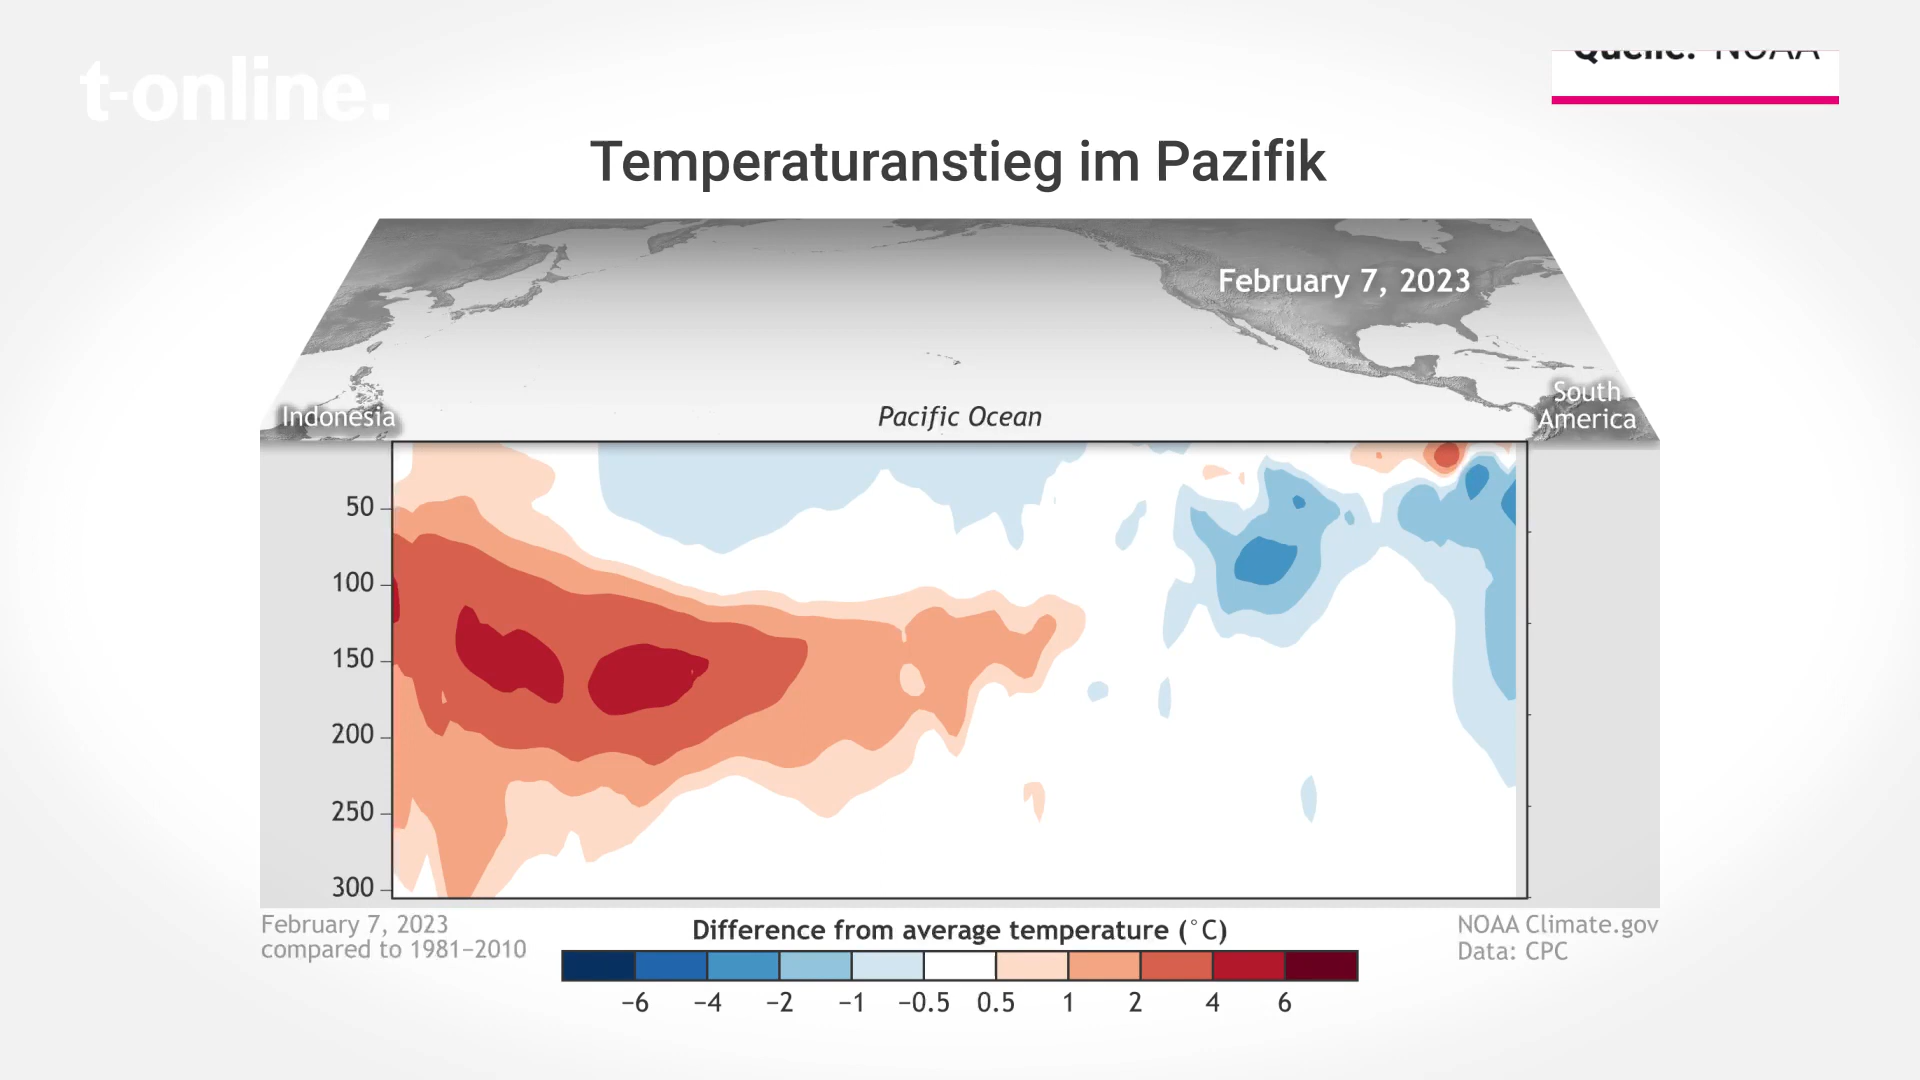 t-online.
Quelle: NOAA
Temperaturanstieg im Pazifik
February 7, 2023
Indonesia
Pacific Ocean
South
America
50
100
150
200
250
300
February 7, 2023
compared to 1981–2010
Difference from average temperature (°C)
NOAA Climate.gov
Data: CPC
−6 −4 −2 −1 −0.5 0.5 1 2 4 6